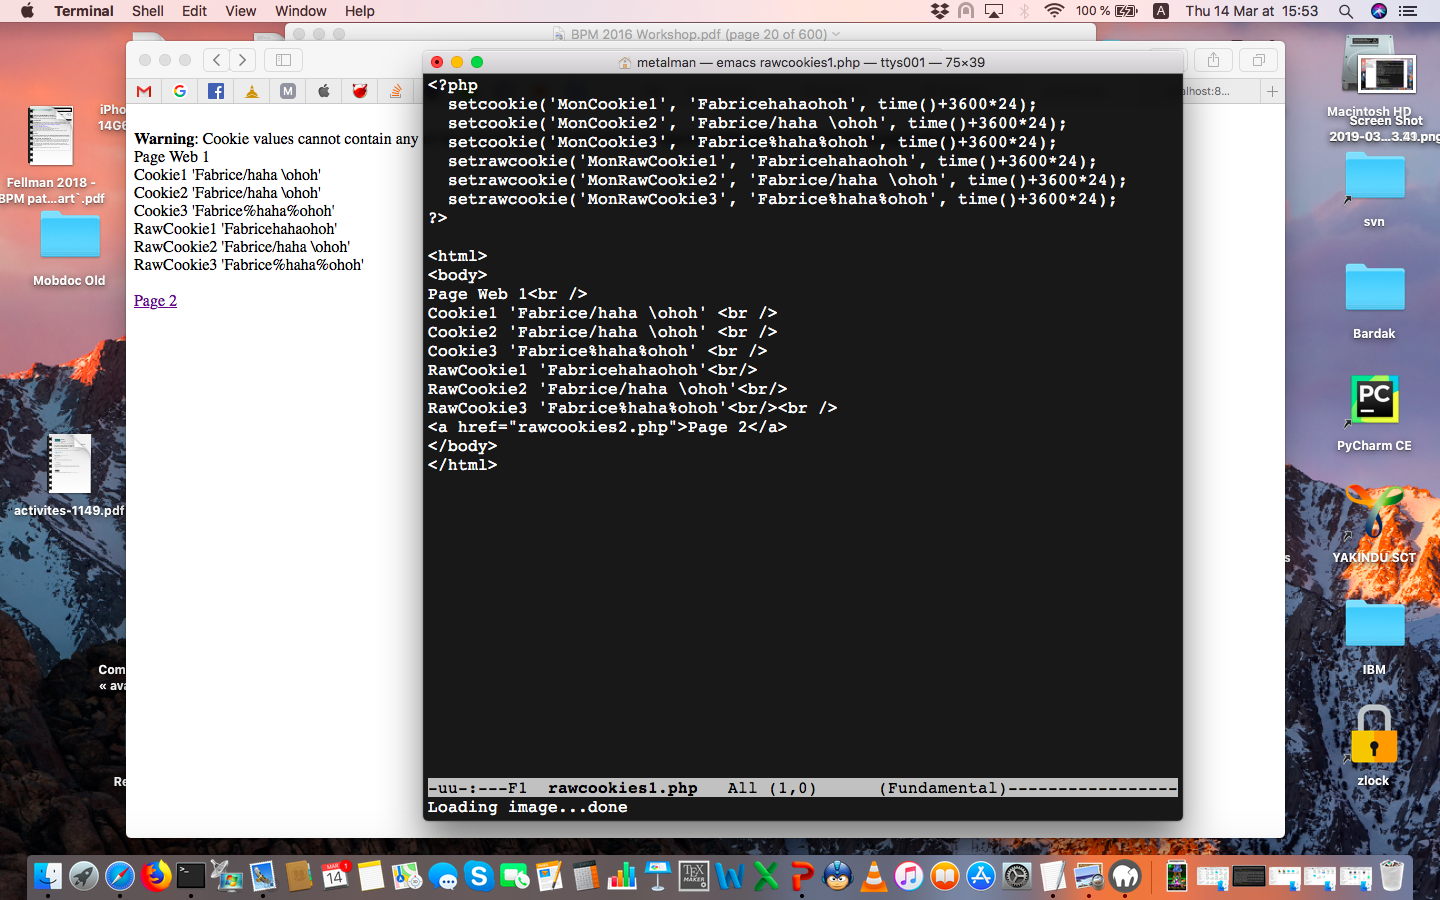 Terminal Shell Edit View Window Help 100 % A Thu 14 Mar at 15:53
BPM 2016 Workshop.pdf (page 20 of 600)
metalman — emacs rawcookies1.php — ttys001 — 75×39
alhost:8...
Warning: Cookie values cannot contain any
Page Web 1
Cookie1 'Fabrice/haha \ohoh'
Cookie2 'Fabrice/haha \ohoh'
Cookie3 'Fabrice%haha%ohoh'
RawCookie1 'Fabricehahaohoh'
RawCookie2 'Fabrice/haha \ohoh'
RawCookie3 'Fabrice%haha%ohoh'
Page 2
<?php
  setcookie('MonCookie1', 'Fabricehahaohoh', time()+3600*24);
  setcookie('MonCookie2', 'Fabrice/haha \ohoh', time()+3600*24);
  setcookie('MonCookie3', 'Fabrice%haha%ohoh', time()+3600*24);
  setrawcookie('MonRawCookie1', 'Fabricehahaohoh', time()+3600*24);
  setrawcookie('MonRawCookie2', 'Fabrice/haha \ohoh', time()+3600*24);
  setrawcookie('MonRawCookie3', 'Fabrice%haha%ohoh', time()+3600*24);
?>
<html>
<body>
Page Web 1<br />
Cookie1 'Fabrice/haha \ohoh' <br />
Cookie2 'Fabrice/haha \ohoh' <br />
Cookie3 'Fabrice%haha%ohoh' <br />
RawCookie1 'Fabricehahaohoh'<br/>
RawCookie2 'Fabrice/haha \ohoh'<br/>
RawCookie3 'Fabrice%haha%ohoh'<br/><br />
<a href="rawcookies2.php">Page 2</a>
</body>
</html>
-uu-:---F1  rawcookies1.php   All (1,0)      (Fundamental)-----------------
Loading image...done
iPho
14G6
Fellman 2018 -
BPM pat...art`.pdf
Mobdoc Old
activites-1149.pdf
Com
« ava
Re
Macintosh HD
Screen Shot
2019-03...3.41.png
svn
Bardak
PC
PyCharm CE
YAKINDU SCT
IBM
zlock
MAR
14
1
TEX
MAKER